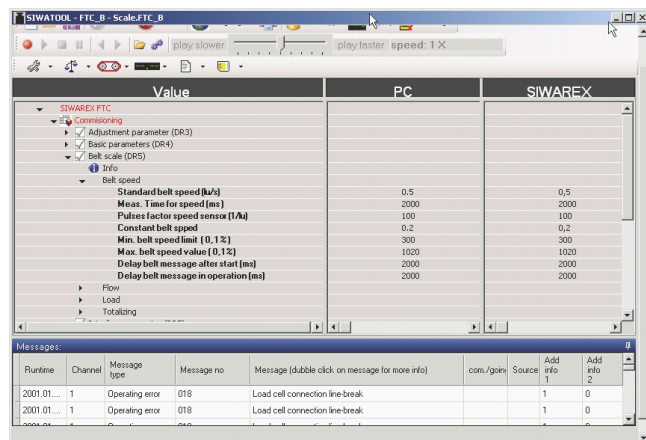 SIWATOOL - FTC_B - Scale.FTC_B
play slower play faster speed: 1 X
Value PC SIWAREX
SIWAREX FTC
Commisioning
Adjustment parameter (DR3)
Basic parameters (DR4)
Belt scale (DR5)
Info
Belt speed
Standard belt speed (lu/s) 0.5 0,5
Meas. Time for speed (ms) 2000 2000
Pulses factor speed sensor (1/lu) 100 100
Constant belt spped 0.2 0,2
Min. belt speed limit ( 0,1%) 300 300
Max. belt speed value ( 0,1%) 1020 1020
Delay belt message after start (ms) 2000 2000
Delay belt message in operation (ms) 2000 2000
Flow
Load
Totalizing
Messages:
Runtime Channel Message type Message no Message (dubble click on message for more info) com./going Source Add info 1 Add info 2
2001.01.... 1 Operating error 018 Load cell connection line-break 1 0
2001.01.... 1 Operating error 018 Load cell connection line-break 1 0